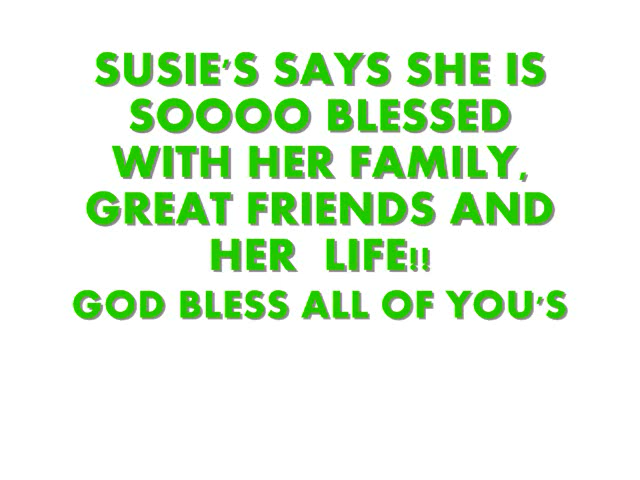 SUSIE'S SAYS SHE IS
SOOOO BLESSED
WITH HER FAMILY,
GREAT FRIENDS AND
HER  LIFE!!
GOD BLESS ALL OF YOU'S